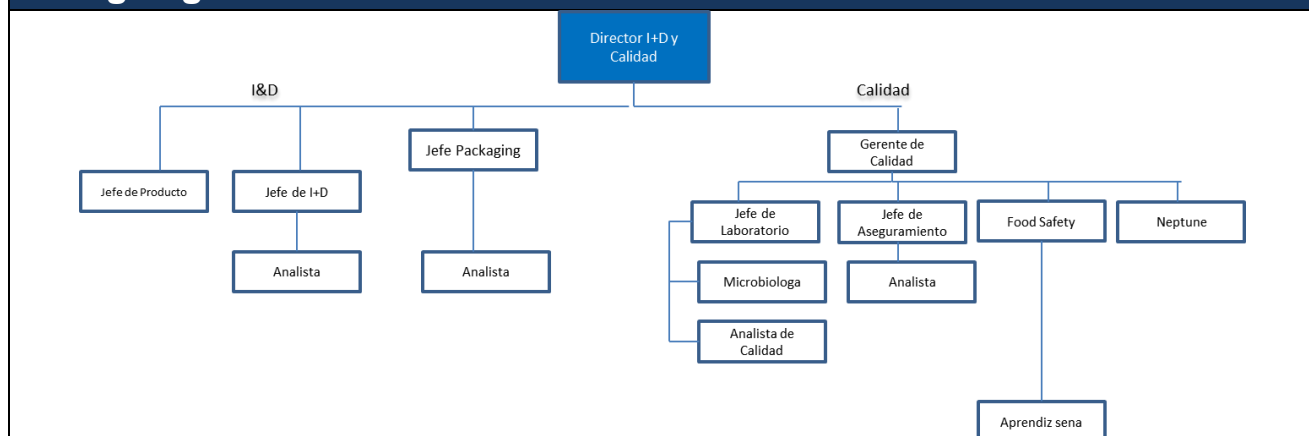 Director I+D y
Calidad
I&D
Calidad
Jefe Packaging
Gerente de
Calidad
Jefe de Producto
Jefe de I+D
Jefe de
Laboratorio
Jefe de
Aseguramiento
Food Safety
Neptune
Analista
Analista
Microbiologa
Analista
Analista de
Calidad
Aprendiz sena